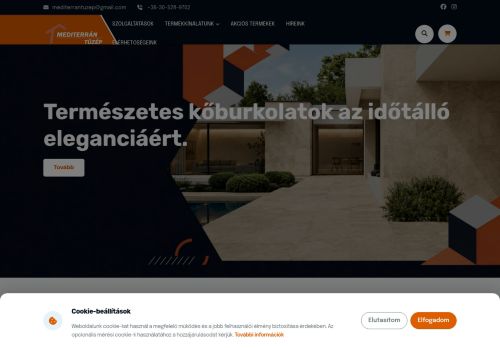 mediterrantuzep@gmail.com +36-30-528-9702
SZOLGÁLTATÁSOK TERMÉKKÍNÁLATUNK AKCIÓS TERMÉKEK HÍREINK
MEDITERRÁN
TÜZÉP
ELÉRHETŐSÉGEINK
Természetes kőburkolatok az időtálló
eleganciáért.
Tovább
Cookie-beállítások
Weboldalunk cookie-kat használ a megfelelő működés és a jobb felhasználói élmény biztosítása érdekében. Az
opcionális mérési cookie-k használatához a hozzájárulásodat kérjük. További információk
Elutasítom
Elfogadom